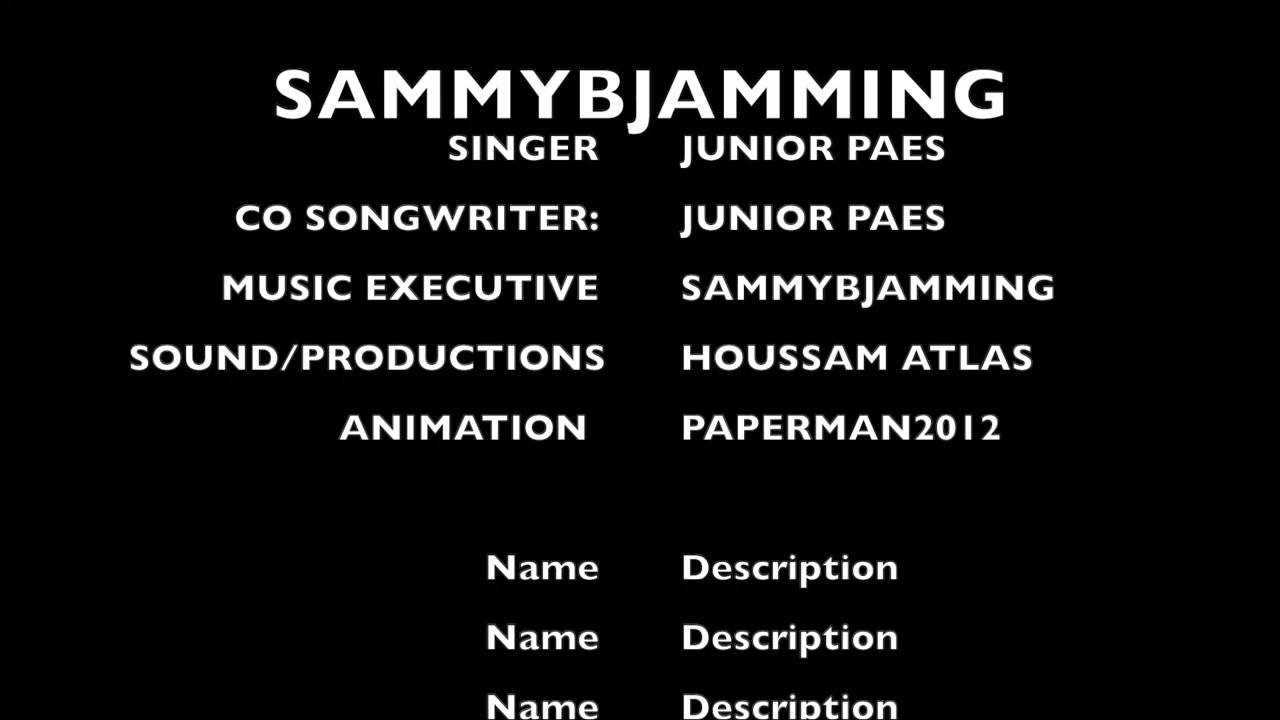 SAMMYBJAMMING
SINGER JUNIOR PAES
CO SONGWRITER: JUNIOR PAES
MUSIC EXECUTIVE SAMMYBJAMMING
SOUND/PRODUCTIONS HOUSSAM ATLAS
ANIMATION PAPERMAN2012
Name Description
Name Description
Name Description